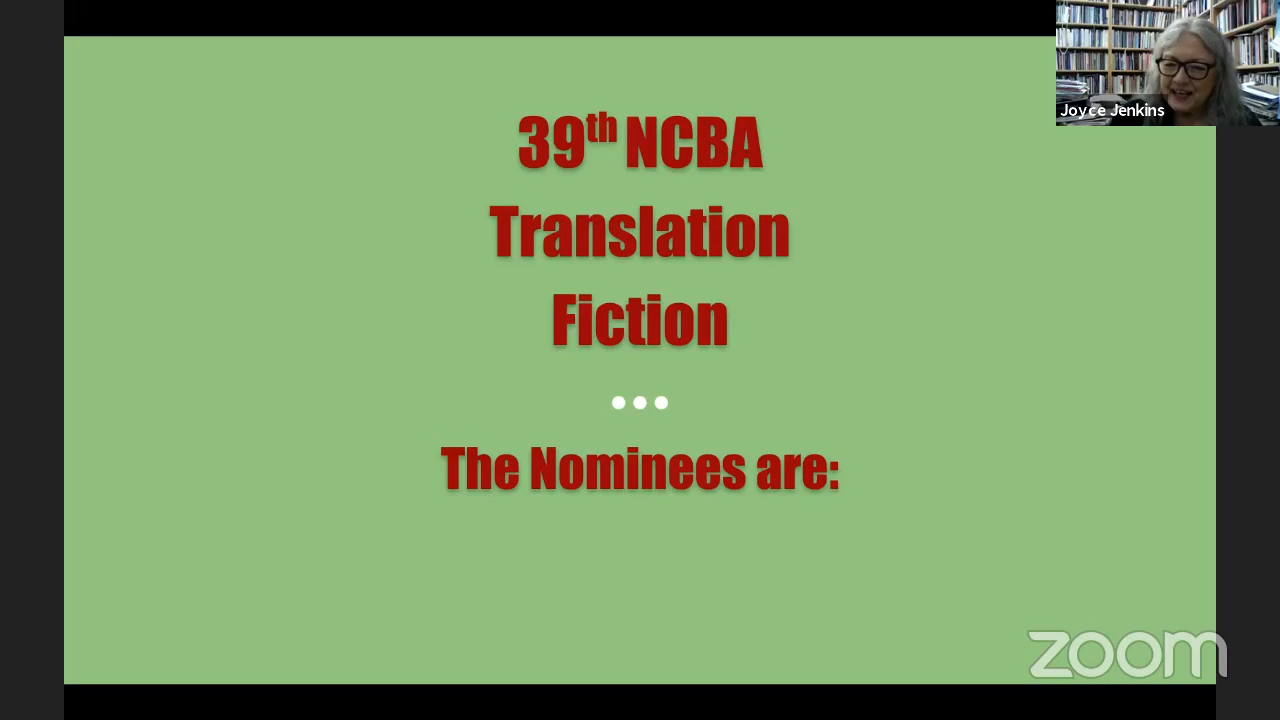 39th NCBA
Translation
Fiction
The Nominees are:
Joyce Jenkins
zoom